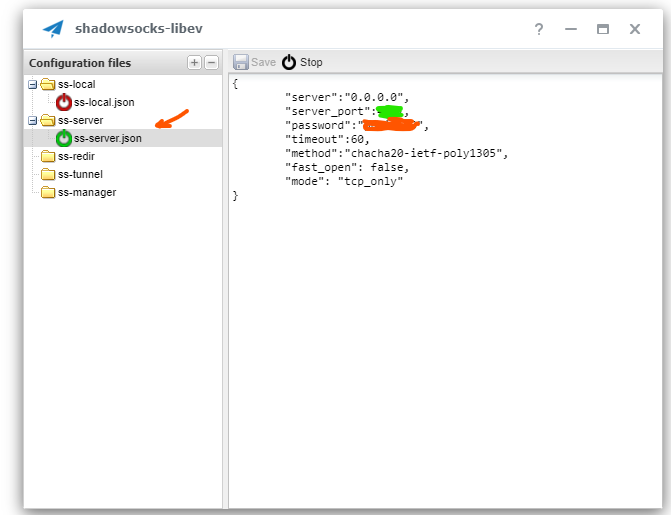 shadowsocks-libev
Configuration files
Save Stop
ss-local
ss-local.json
ss-server
ss-server.json
ss-redir
ss-tunnel
ss-manager
{
"server":"0.0.0.0",
"server_port":
"password":"",
"timeout":60,
"method":"chacha20-ietf-poly1305",
"fast_open": false,
"mode": "tcp_only"
}